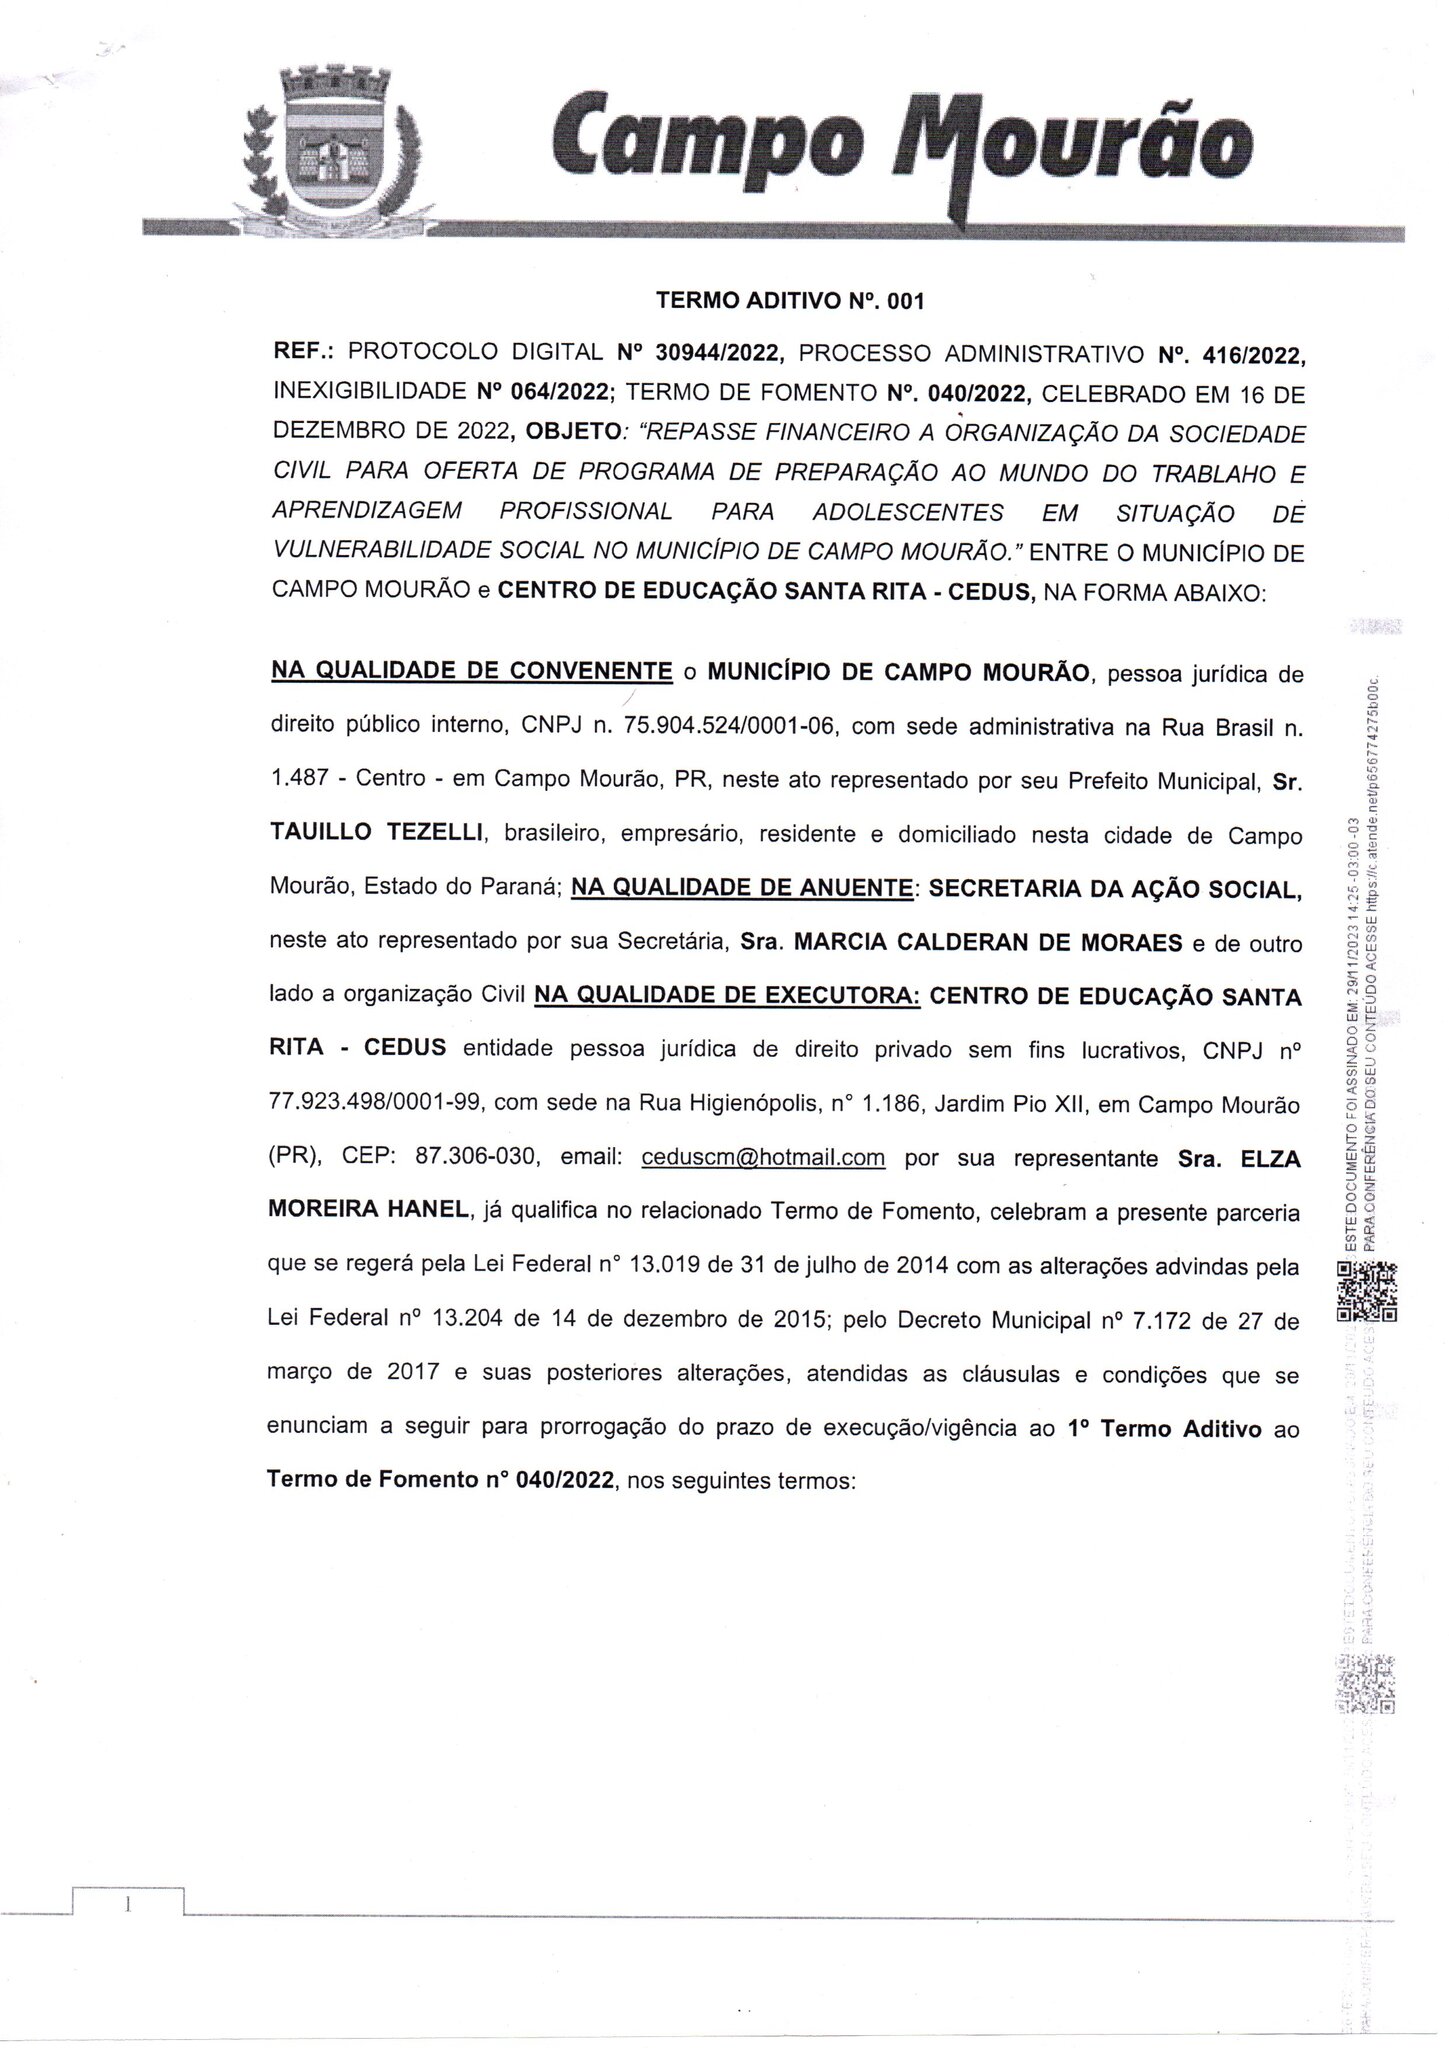 Campo Mourão
TERMO ADITIVO Nº. 001
REF.: PROTOCOLO DIGITAL Nº 30944/2022, PROCESSO ADMINISTRATIVO Nº. 416/2022,
INEXIGIBILIDADE Nº 064/2022; TERMO DE FOMENTO Nº. 040/2022, CELEBRADO EM 16 DE
DEZEMBRO DE 2022, OBJETO: “REPASSE FINANCEIRO A ORGANIZAÇÃO DA SOCIEDADE
CIVIL PARA OFERTA DE PROGRAMA DE PREPARAÇÃO AO MUNDO DO TRABLAHO E
APRENDIZAGEM PROFISSIONAL PARA ADOLESCENTES EM SITUAÇÃO DE
VULNERABILIDADE SOCIAL NO MUNICÍPIO DE CAMPO MOURÃO.” ENTRE O MUNICÍPIO DE
CAMPO MOURÃO e CENTRO DE EDUCAÇÃO SANTA RITA - CEDUS, NA FORMA ABAIXO:
NA QUALIDADE DE CONVENENTE o MUNICÍPIO DE CAMPO MOURÃO, pessoa jurídica de
direito público interno, CNPJ n. 75.904.524/0001-06, com sede administrativa na Rua Brasil n.
1.487 - Centro - em Campo Mourão, PR, neste ato representado por seu Prefeito Municipal, Sr.
TAUILLO TEZELLI, brasileiro, empresário, residente e domiciliado nesta cidade de Campo
Mourão, Estado do Paraná; NA QUALIDADE DE ANUENTE: SECRETARIA DA AÇÃO SOCIAL,
neste ato representado por sua Secretária, Sra. MARCIA CALDERAN DE MORAES e de outro
lado a organização Civil NA QUALIDADE DE EXECUTORA: CENTRO DE EDUCAÇÃO SANTA
RITA - CEDUS entidade pessoa jurídica de direito privado sem fins lucrativos, CNPJ nº
77.923.498/0001-99, com sede na Rua Higienópolis, n° 1.186, Jardim Pio XII, em Campo Mourão
(PR), CEP: 87.306-030, email: ceduscm@hotmail.com por sua representante Sra. ELZA
MOREIRA HANEL, já qualifica no relacionado Termo de Fomento, celebram a presente parceria
que se regerá pela Lei Federal n° 13.019 de 31 de julho de 2014 com as alterações advindas pela
Lei Federal nº 13.204 de 14 de dezembro de 2015; pelo Decreto Municipal nº 7.172 de 27 de
março de 2017 e suas posteriores alterações, atendidas as cláusulas e condições que se
enunciam a seguir para prorrogação do prazo de execução/vigência ao 1º Termo Aditivo ao
Termo de Fomento n° 040/2022, nos seguintes termos:
1
ESTE DOCUMENTO FOI ASSINADO EM: 29/11/2023 14:25 -03:00 -03
PARA CONFERÊNCIA DO SEU CONTEÚDO ACESSE https://c.atende.net/p656774275b00c.